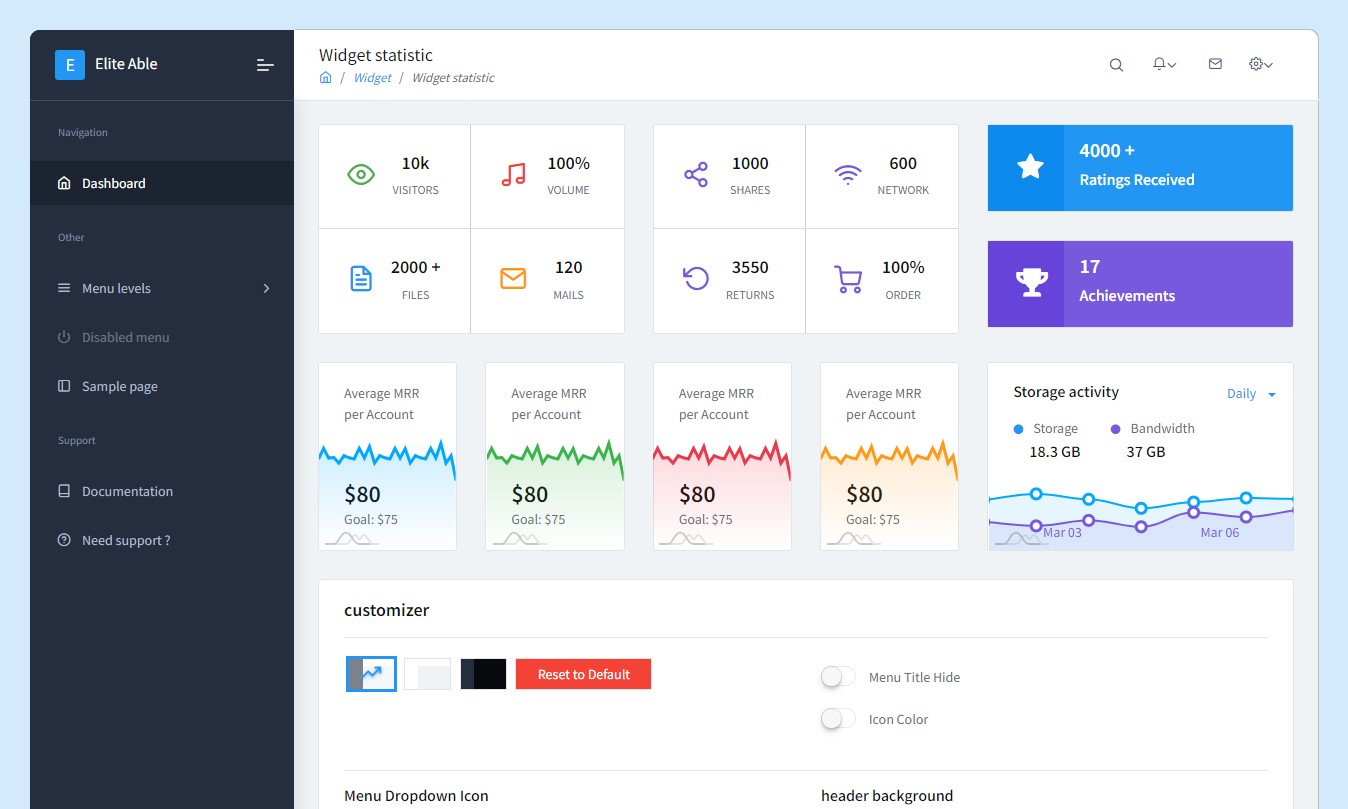 E Elite Able
Navigation
Dashboard
Other
Menu levels
Disabled menu
Sample page
Support
Documentation
Need support ?
Widget statistic
/ Widget / Widget statistic
10k
VISITORS
100%
VOLUME
2000 +
FILES
120
MAILS
1000
SHARES
600
NETWORK
3550
RETURNS
100%
ORDER
4000 +
Ratings Received
17
Achievements
Average MRR
per Account
$80
Goal: $75
Average MRR
per Account
$80
Goal: $75
Average MRR
per Account
$80
Goal: $75
Average MRR
per Account
$80
Goal: $75
Storage activity
Daily
Storage
18.3 GB
Bandwidth
37 GB
Mar 03
Mar 06
customizer
Reset to Default
Menu Title Hide
Icon Color
Menu Dropdown Icon
header background